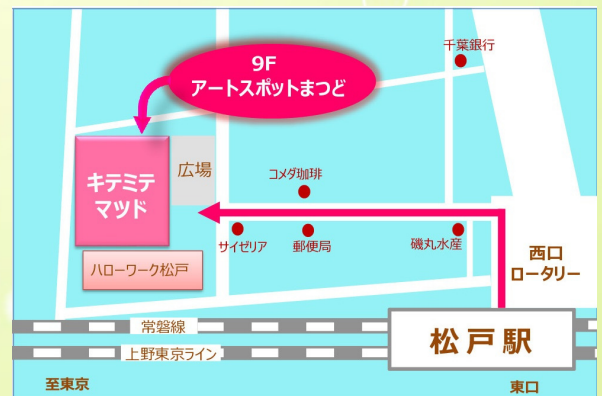 千葉銀行
9F
アートスポットまつど
広場
キテミテ
マツド
コメダ珈琲
サイゼリア
郵便局
磯丸水産
西口
ロータリー
ハローワーク松戸
常磐線
上野東京ライン
松戸駅
至東京
東口